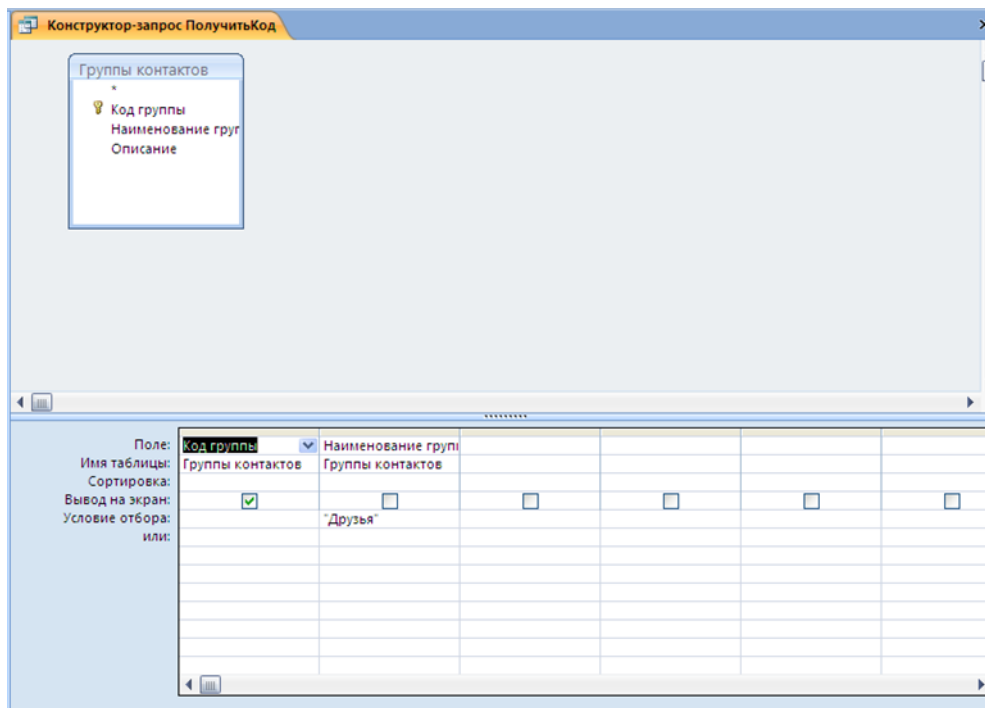 Конструктор-запрос ПолучитьКод
Группы контактов
*
Код группы
Наименование груп
Описание
Поле: Код группы Наименование групп
Имя таблицы: Группы контактов Группы контактов
Сортировка:
Вывод на экран:
Условие отбора: "Друзья"
или: